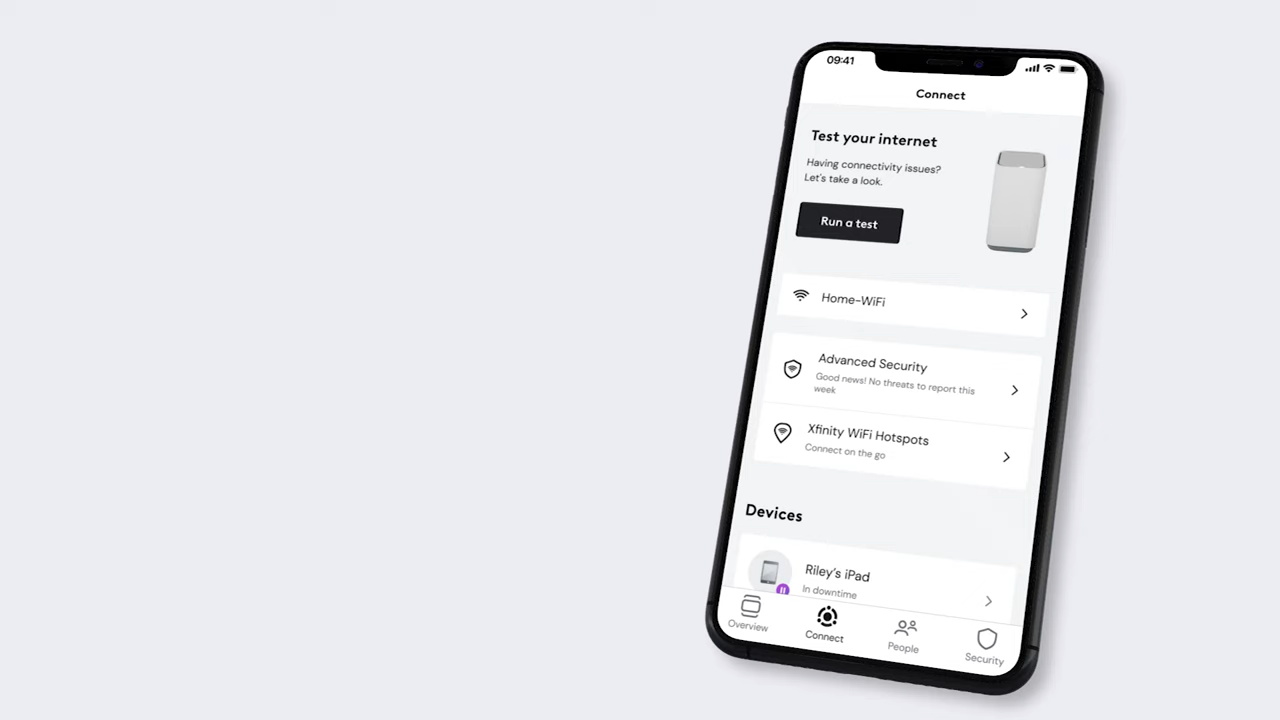 09:41
Connect
Test your internet
Having connectivity issues?
Let's take a look.
Run a test
Home-WiFi
Advanced Security
Good news! No threats to report this
week
Xfinity WiFi Hotspots
Connect on the go
Devices
Riley's iPad
In downtime
Overview
Connect
People
Security